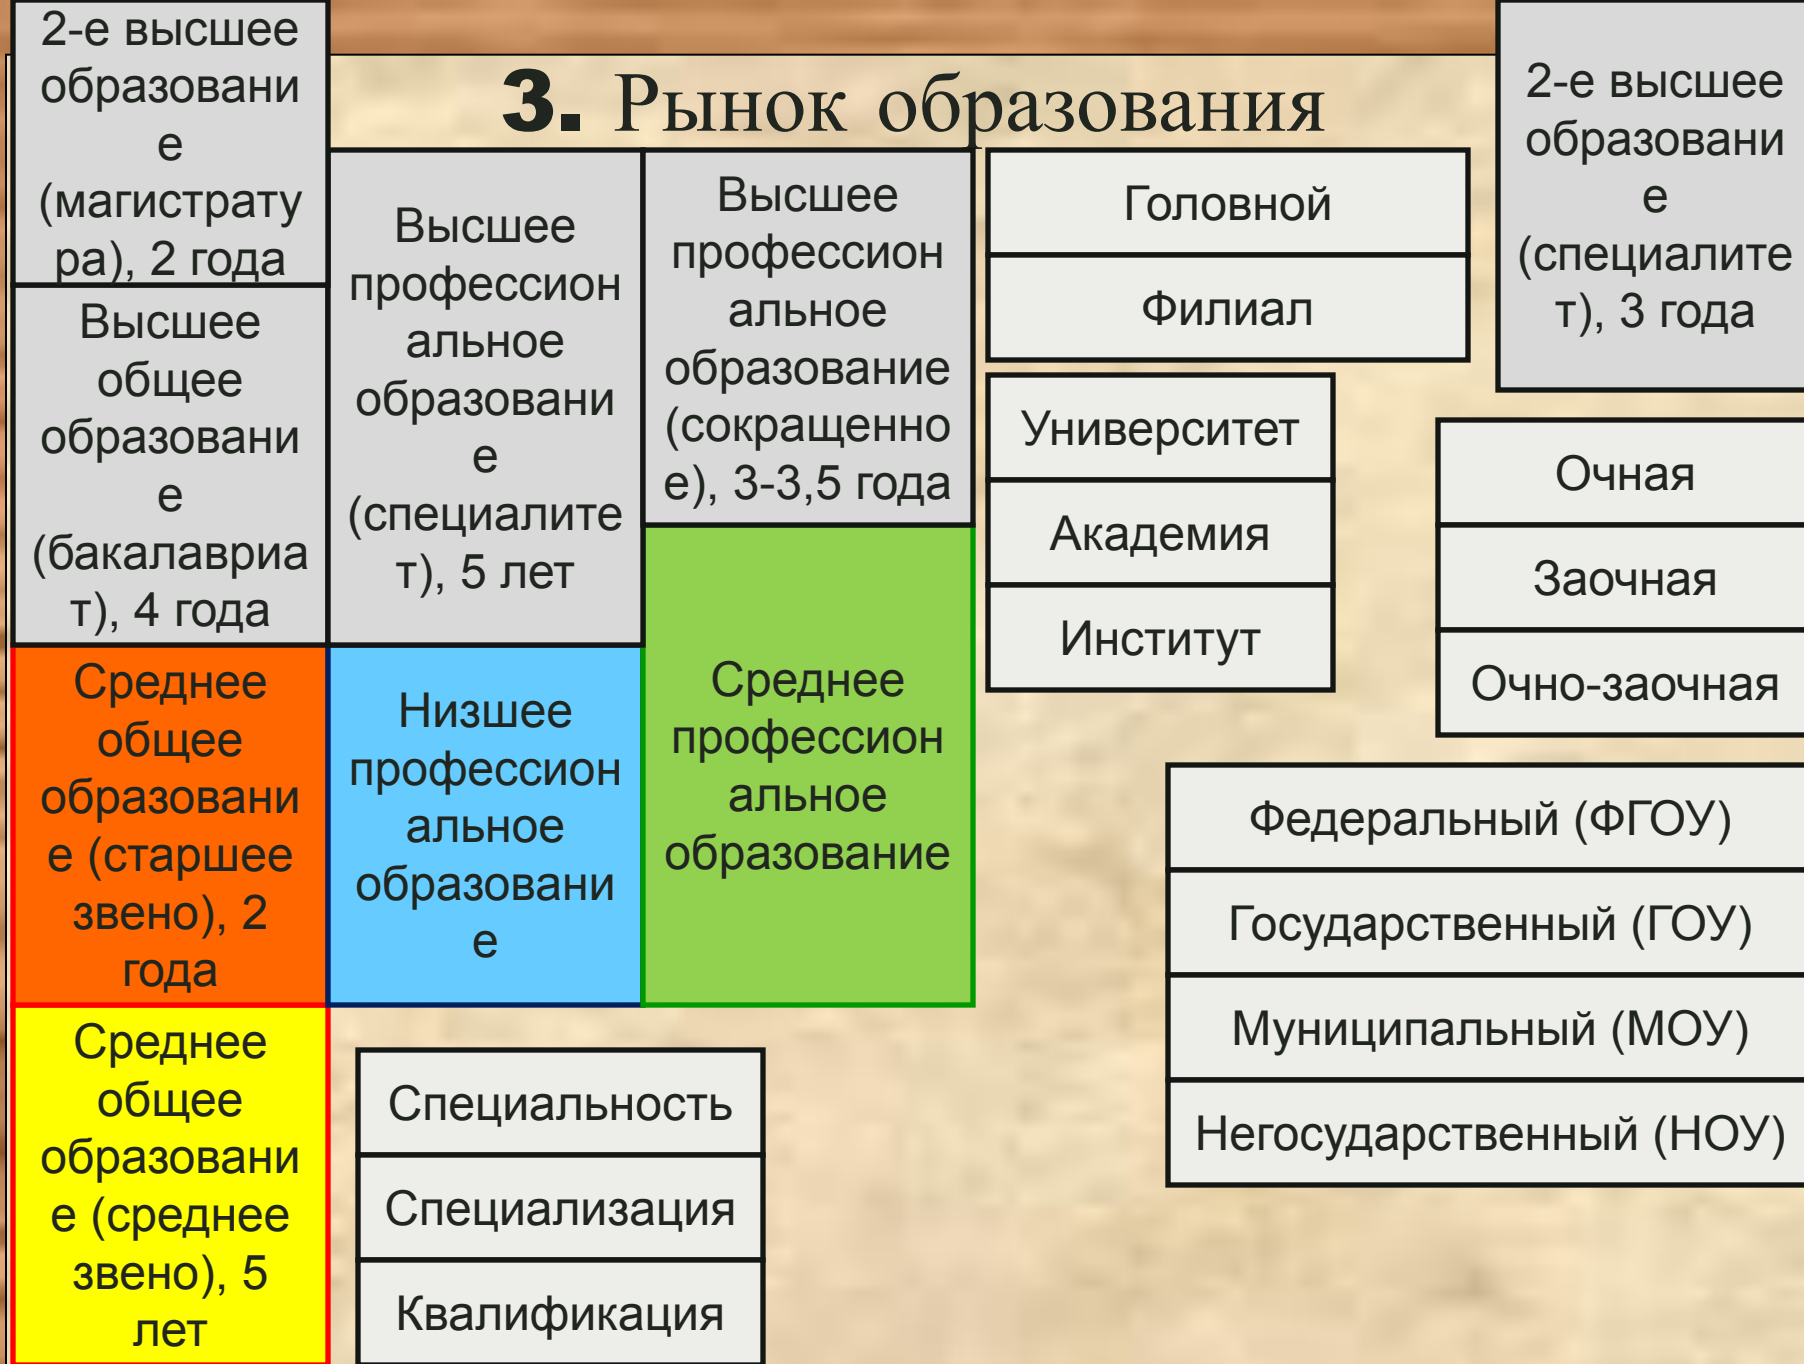 3. Рынок образования
2-е высшее
образовани
е
(магистрату
ра), 2 года
Высшее
общее
образовани
е
(бакалавриа
т), 4 года
Среднее
общее
образовани
е (старшее
звено), 2
года
Среднее
общее
образовани
е (среднее
звено), 5
лет
Высшее
профессион
альное
образовани
е
(специалите
т), 5 лет
Низшее
профессион
альное
образовани
е
Высшее
профессион
альное
образование
(сокращенно
е), 3-3,5 года
Среднее
профессион
альное
образование
Специальность
Специализация
Квалификация
Головной
Филиал
Университет
Академия
Институт
2-е высшее
образовани
е
(специалите
т), 3 года
Очная
Заочная
Очно-заочная
Федеральный (ФГОУ)
Государственный (ГОУ)
Муниципальный (МОУ)
Негосударственный (НОУ)